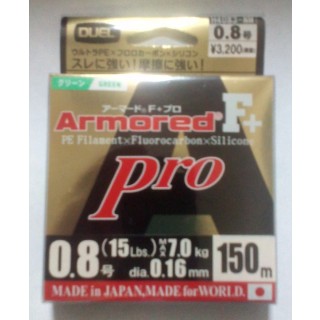 DUEL
0.8号
¥3,200(税抜)
ウルトラPE×フロロカーボン×シリコン
スレに強い!摩擦に強い!
グリーン GREEN
アーマード® F+プロ
Armored® F+
PE Filament×Fluorocarbon×Silicone
Pro
0.8号
(15Lbs.) MAX 7.0kg
dia. 0.16mm
150m
MADE in JAPAN, MADE for WORLD.